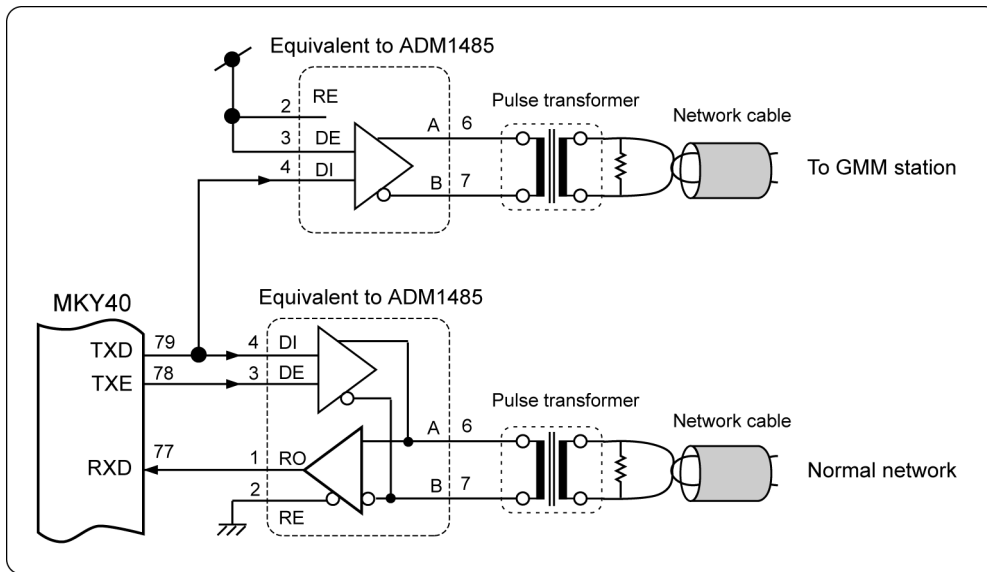 Equivalent to ADM1485
2 RE
3 DE
4 DI
A 6
B 7
Pulse transformer
Network cable
To GMM station
MKY40
TXD 79
TXE 78
RXD 77
Equivalent to ADM1485
4 DI
3 DE
1 RO
2 RE
A 6
B 7
Pulse transformer
Network cable
Normal network